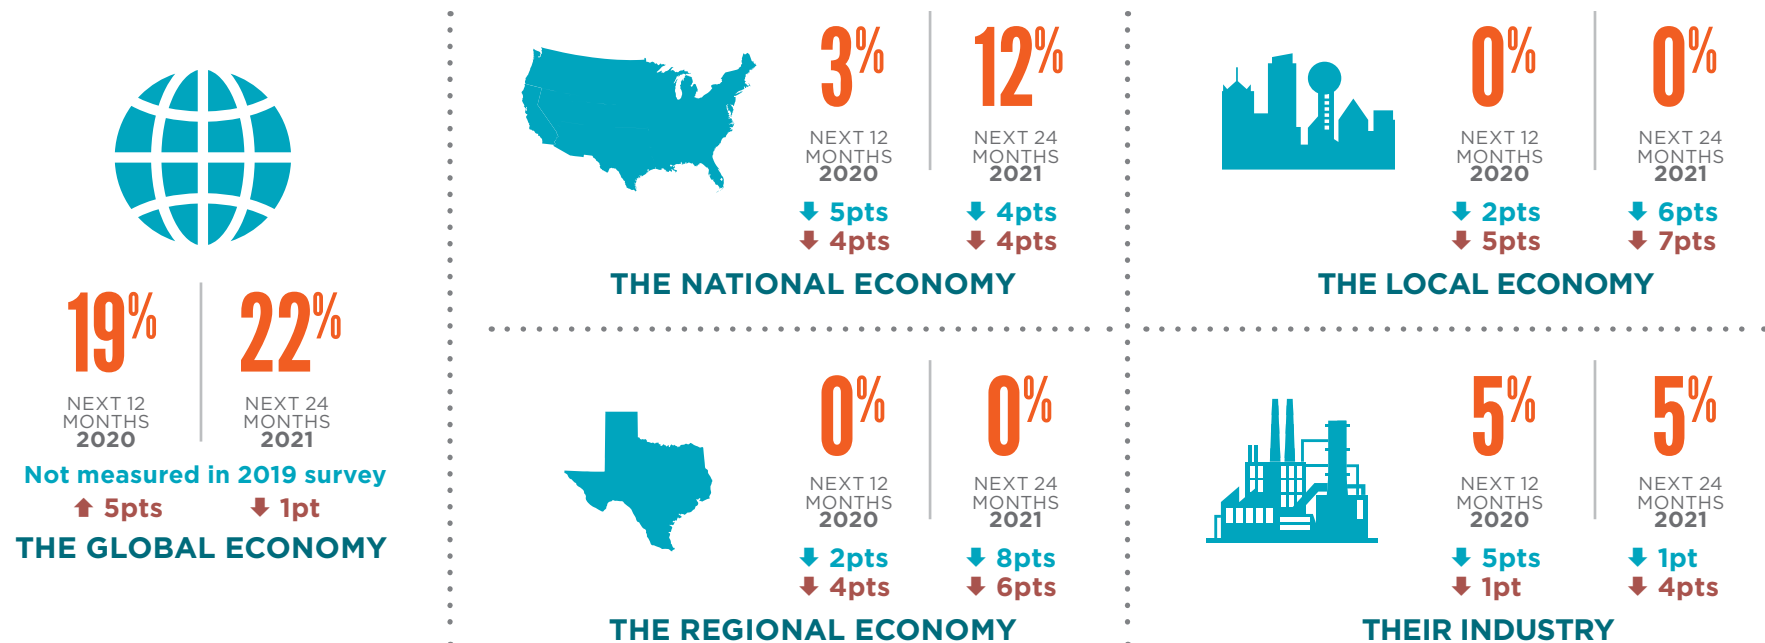 19%
22%
NEXT 12
MONTHS
2020
NEXT 24
MONTHS
2021
Not measured in 2019 survey
5pts
1pt
THE GLOBAL ECONOMY
3%
12%
NEXT 12
MONTHS
2020
NEXT 24
MONTHS
2021
5pts
4pts
4pts
4pts
THE NATIONAL ECONOMY
0%
0%
NEXT 12
MONTHS
2020
NEXT 24
MONTHS
2021
2pts
6pts
5pts
7pts
THE LOCAL ECONOMY
0%
0%
NEXT 12
MONTHS
2020
NEXT 24
MONTHS
2021
2pts
8pts
4pts
6pts
THE REGIONAL ECONOMY
5%
5%
NEXT 12
MONTHS
2020
NEXT 24
MONTHS
2021
5pts
1pt
1pt
4pts
THEIR INDUSTRY